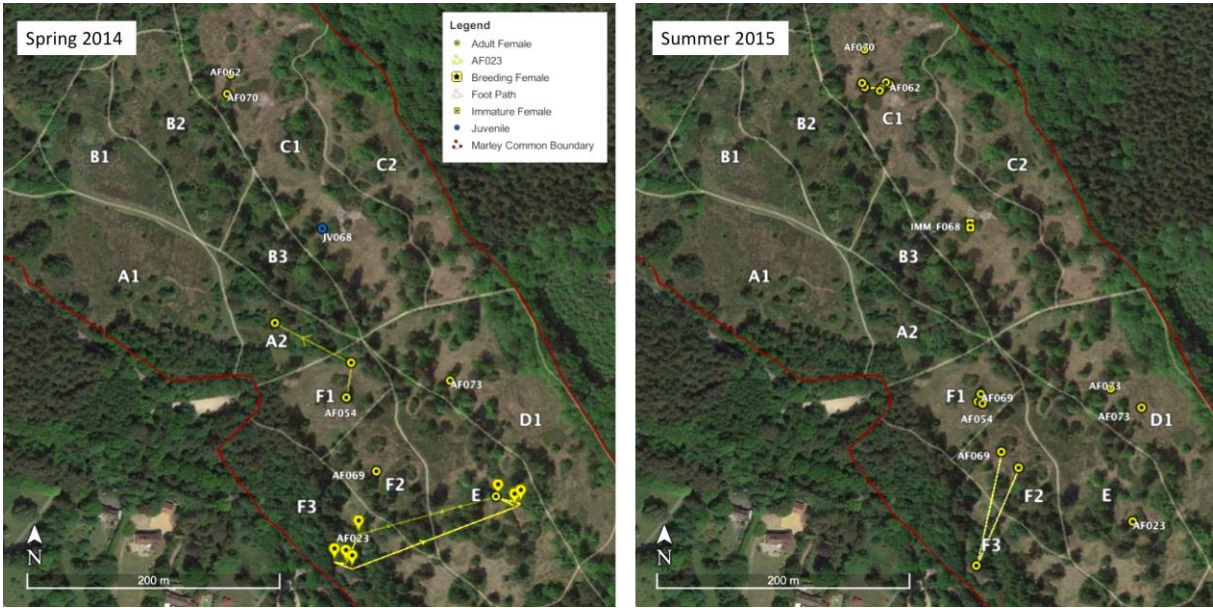 Spring 2014
Legend
Adult Female
AF023
Breeding Female
Foot Path
Immature Female
Juvenile
Marley Common Boundary
AF062
AF070
B2
C1
B1
C2
JV068
B3
A1
A2
AF073
F1
AF054
D1
AF069
F2
E
F3
AF023
N
200 m
Summer 2015
AF070
AF062
C1
B2
B1
C2
IMM_F068
B3
A1
A2
AF073
F1
AF069
AF073
D1
AF054
AF069
F2
E
AF023
F3
N
200 m